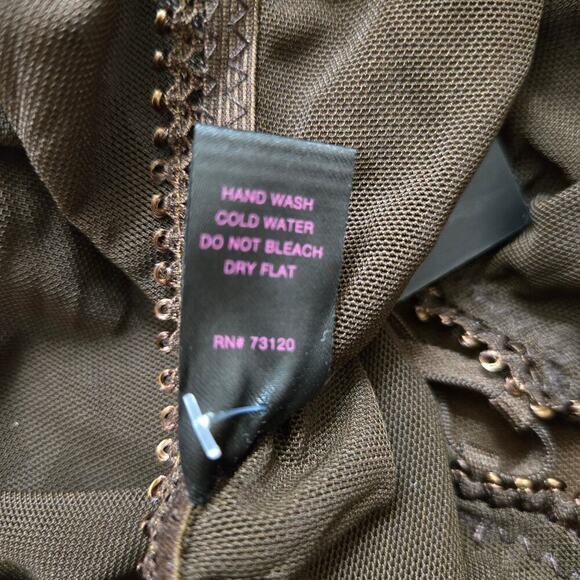 HAND WASH
COLD WATER
DO NOT BLEACH
DRY FLAT
RN# 73120